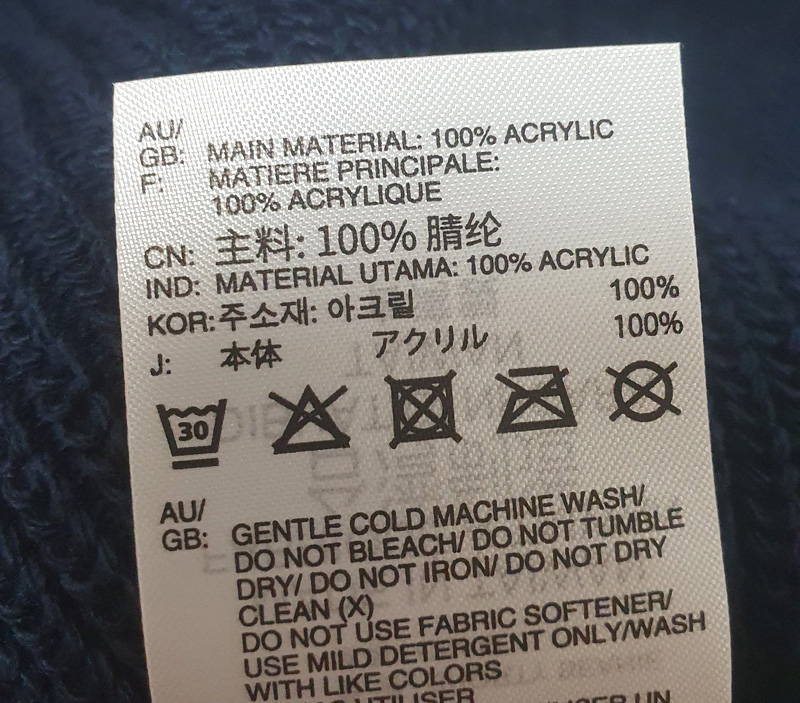 AU/
GB: MAIN MATERIAL: 100% ACRYLIC
F: MATIERE PRINCIPALE:
100% ACRYLIQUE
CN: 主料: 100% 腈纶
IND: MATERIAL UTAMA: 100% ACRYLIC
KOR: 주소재: 아크릴 100%
J: 本体 アクリル 100%
30
AU/
GB: GENTLE COLD MACHINE WASH/
DO NOT BLEACH/ DO NOT TUMBLE
DRY/ DO NOT IRON/ DO NOT DRY
CLEAN (X)
DO NOT USE FABRIC SOFTENER/
USE MILD DETERGENT ONLY/WASH
WITH LIKE COLORS
UTILISER
UN